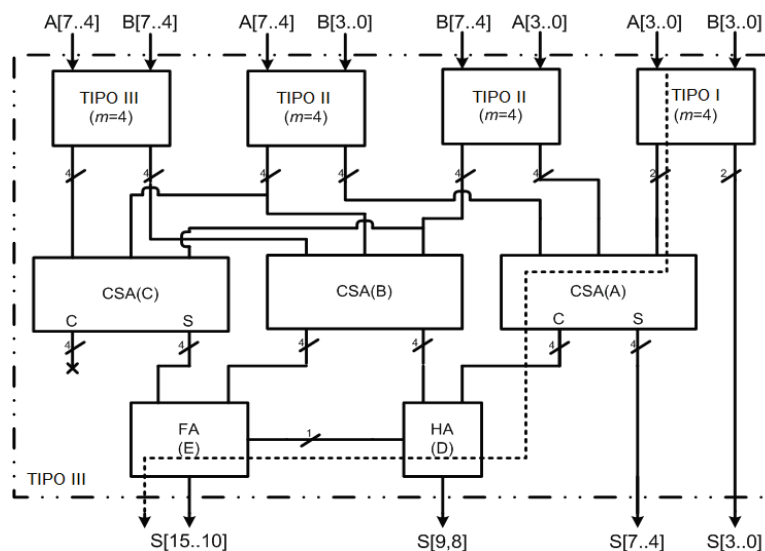 A[7..4] B[7..4] A[7..4] B[3..0] B[7..4] A[3..0] A[3..0] B[3..0]
TIPO III
(m=4)
TIPO II
(m=4)
TIPO II
(m=4)
TIPO I
(m=4)
4 4 4 4 4 4 2 2
CSA(C)
C S
CSA(B)
CSA(A)
C S
4 4 4 4 4 4
FA
(E)
1
HA
(D)
TIPO III
S[15..10] S[9,8] S[7..4] S[3..0]